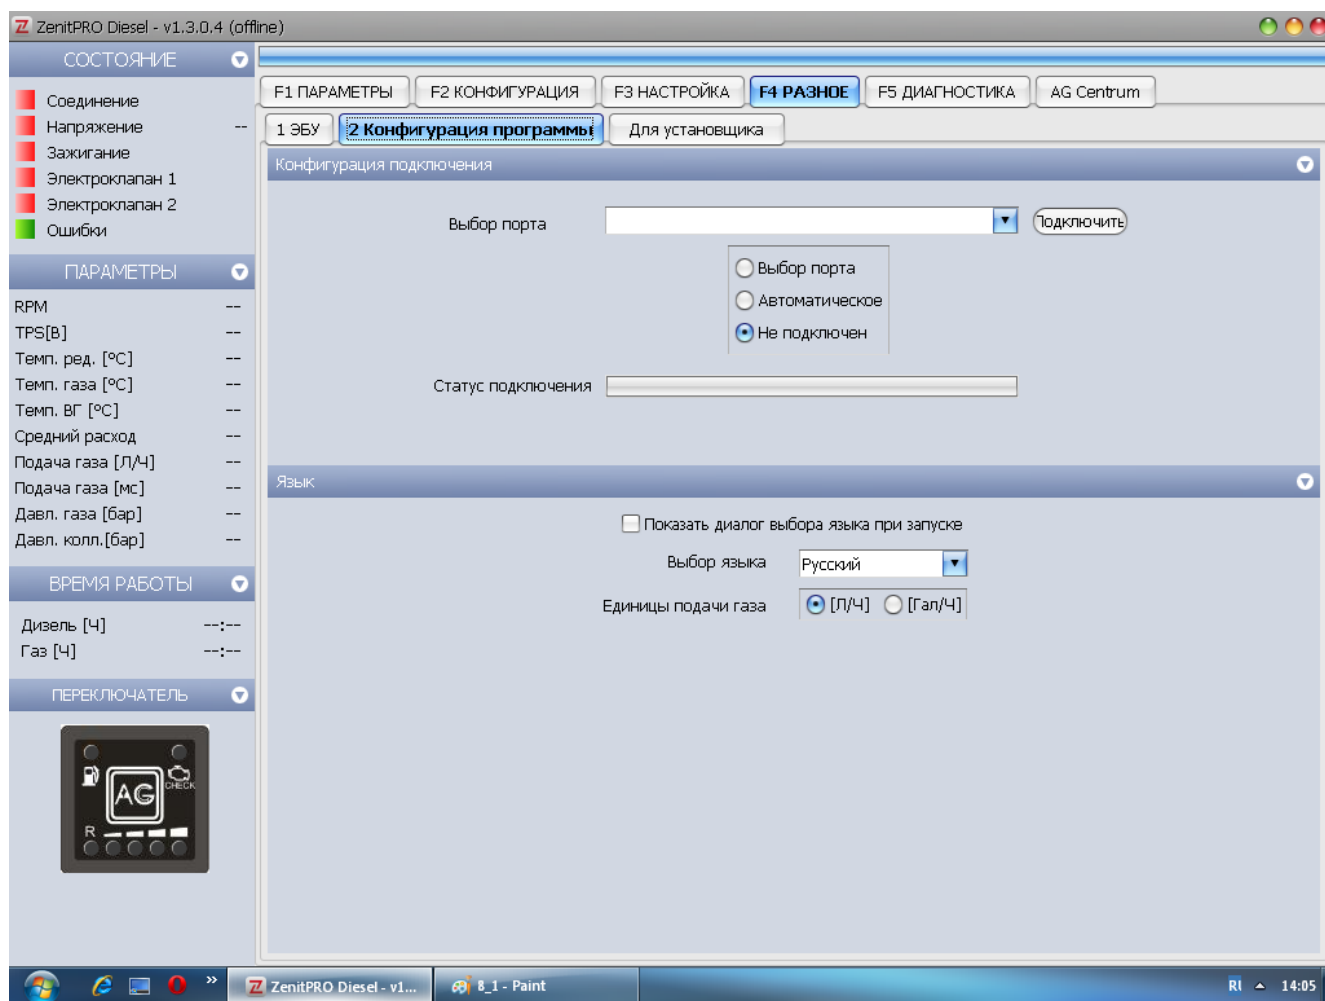 ZenitPRO Diesel - v1.3.0.4 (offline)
СОСТОЯНИЕ
Соединение
Напряжение --
Зажигание
Электроклапан 1
Электроклапан 2
Ошибки
ПАРАМЕТРЫ
RPM --
TPS[В] --
Темп. ред. [ºС] --
Темп. газа [ºС] --
Темп. ВГ [ºС] --
Средний расход --
Подача газа [Л/Ч] --
Подача газа [мс] --
Давл. газа [бар] --
Давл. колл.[бар] --
ВРЕМЯ РАБОТЫ
Дизель [Ч] --:--
Газ [Ч] --:--
ПЕРЕКЛЮЧАТЕЛЬ
AG
CHECK
R
F1 ПАРАМЕТРЫ F2 КОНФИГУРАЦИЯ F3 НАСТРОЙКА F4 РАЗНОЕ F5 ДИАГНОСТИКА AG Centrum
1 ЭБУ 2 Конфигурация программы Для установщика
Конфигурация подключения
Выбор порта Подключить
Выбор порта
Автоматическое
Не подключен
Статус подключения
Язык
Показать диалог выбора языка при запуске
Выбор языка Русский
Единицы подачи газа [Л/Ч] [Гал/Ч]
» ZenitPRO Diesel - v1... 8_1 - Paint 14:05